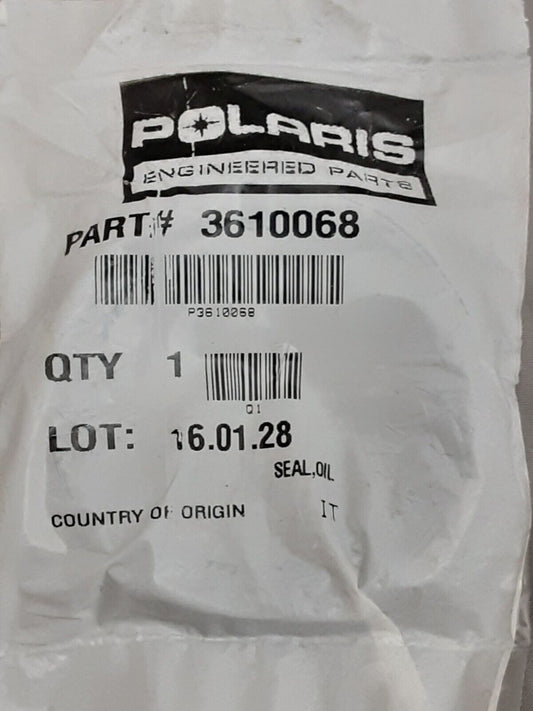 POLARIS
ENGINEERED PARTS
PART# 3610068
P3610068
QTY 1
Q1
LOT: 16.01.28
SEAL,OIL
COUNTRY OF ORIGIN IT